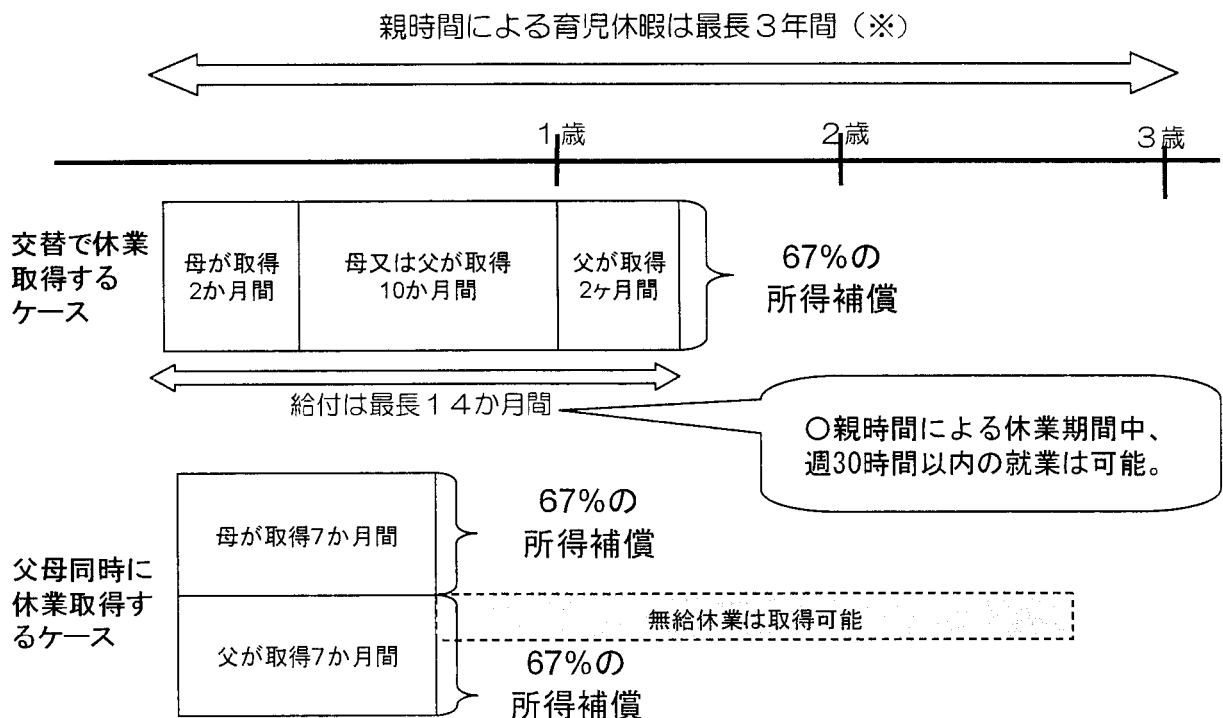 親時間による育児休暇は最長３年間（※）
１歳
２歳
３歳
交替で休業
取得する
ケース
母が取得
2か月間
母又は父が取得
10か月間
父が取得
2ヶ月間
67%の
所得補償
給付は最長１４か月間
○親時間による休業期間中、
週30時間以内の就業は可能。
父母同時に
休業取得す
るケース
母が取得7か月間
67%の
所得補償
無給休業は取得可能
父が取得7か月間
67%の
所得補償